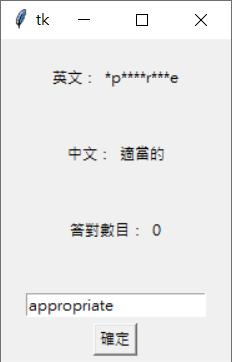 tk
英文： *p****r***e
中文： 適當的
答對數目： 0
appropriate
確定